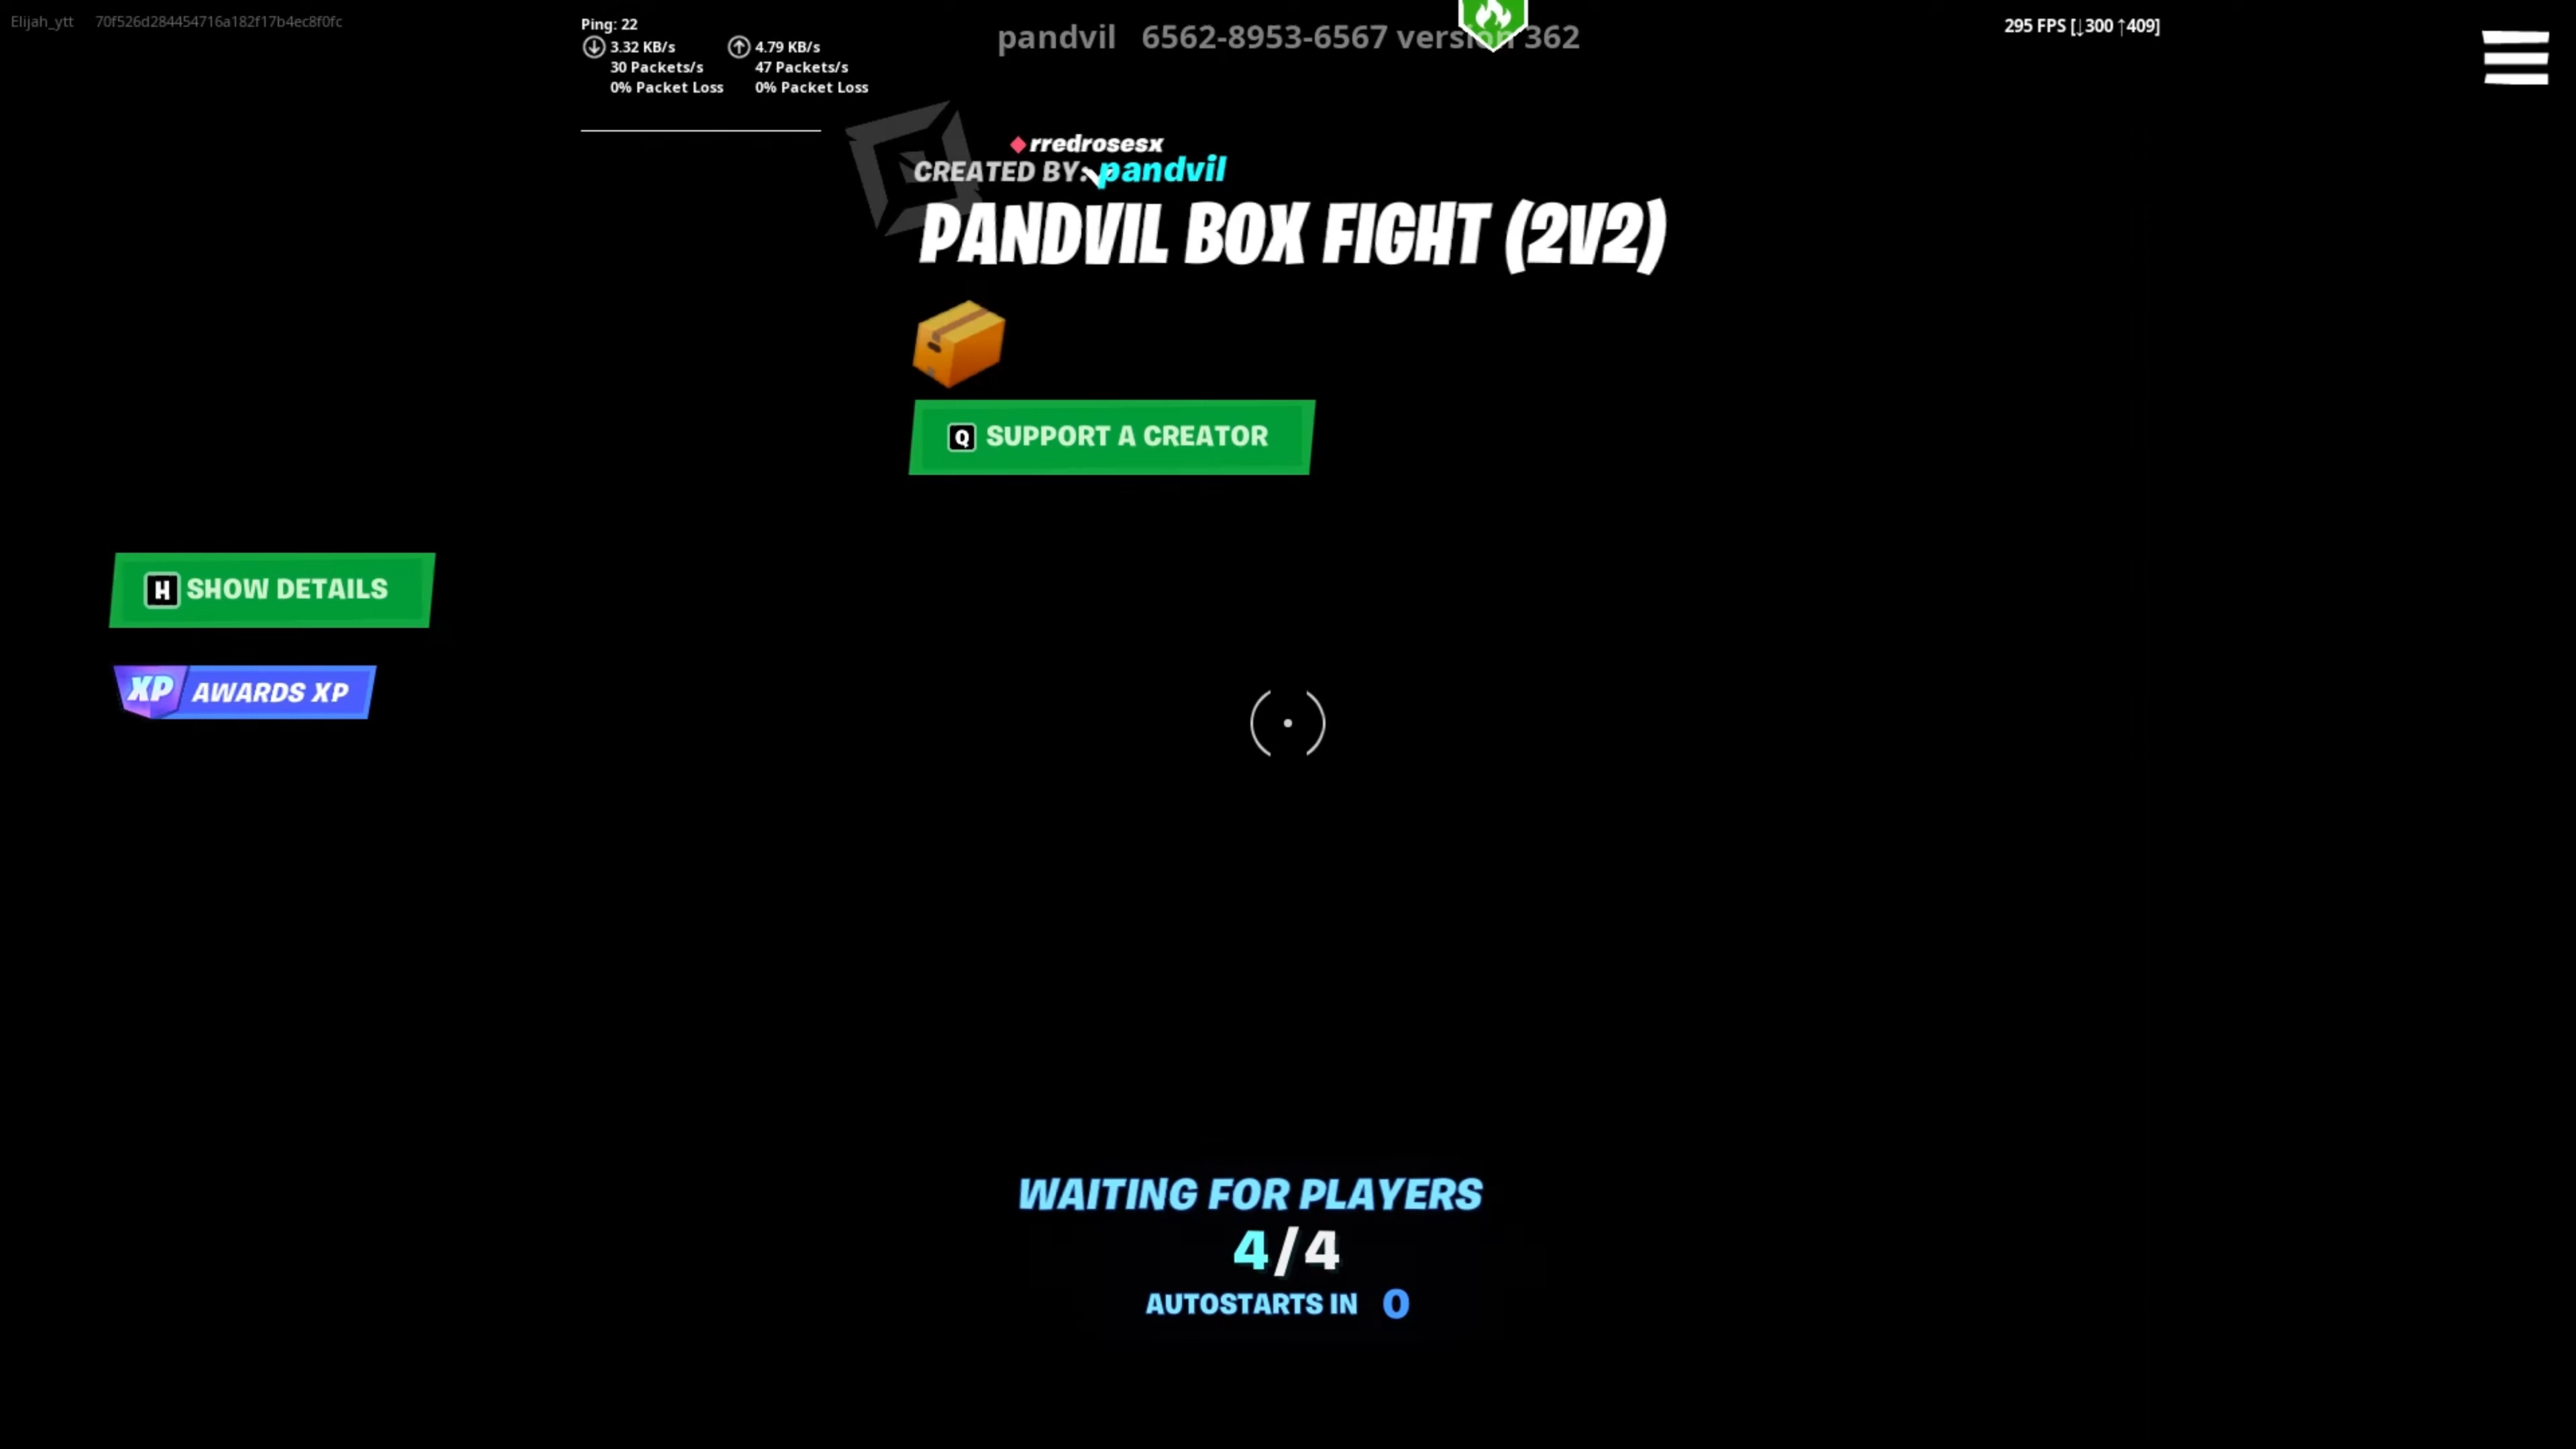 Elijah_ytt 70f526d284454716a182f17b4ec8f0fc
Ping: 22
3.32 KB/s 4.79 KB/s
30 Packets/s 47 Packets/s
0% Packet Loss 0% Packet Loss
pandvil 6562-8953-6567 version 362
295 FPS [↓300 ↑409]
rredrosesx
CREATED BY: pandvil
PANDVIL BOX FIGHT (2V2)
Q SUPPORT A CREATOR
H SHOW DETAILS
XP AWARDS XP
WAITING FOR PLAYERS
4/4
AUTOSTARTS IN 0